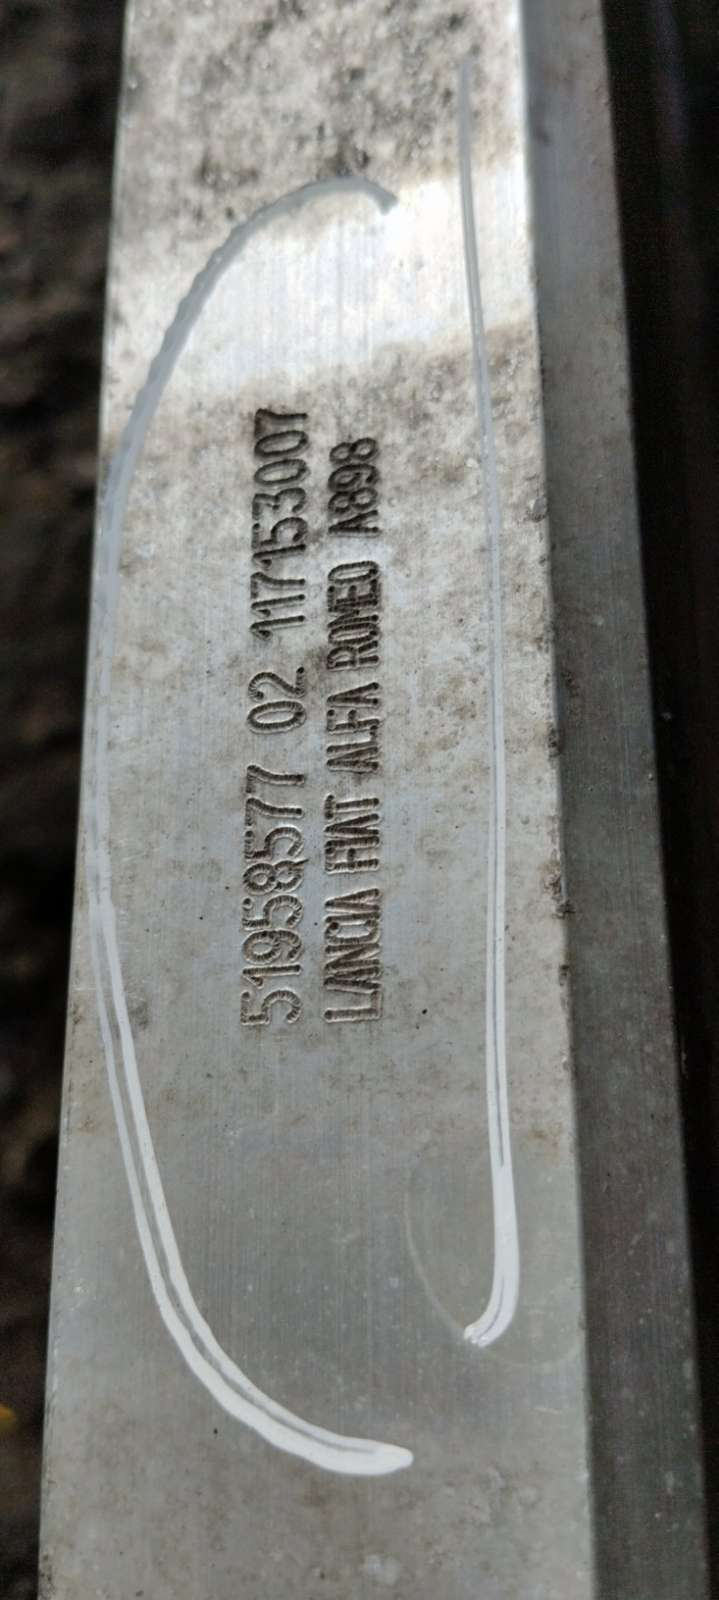 51958577 02 117153007
LANCIA FIAT ALFA ROMEO A898